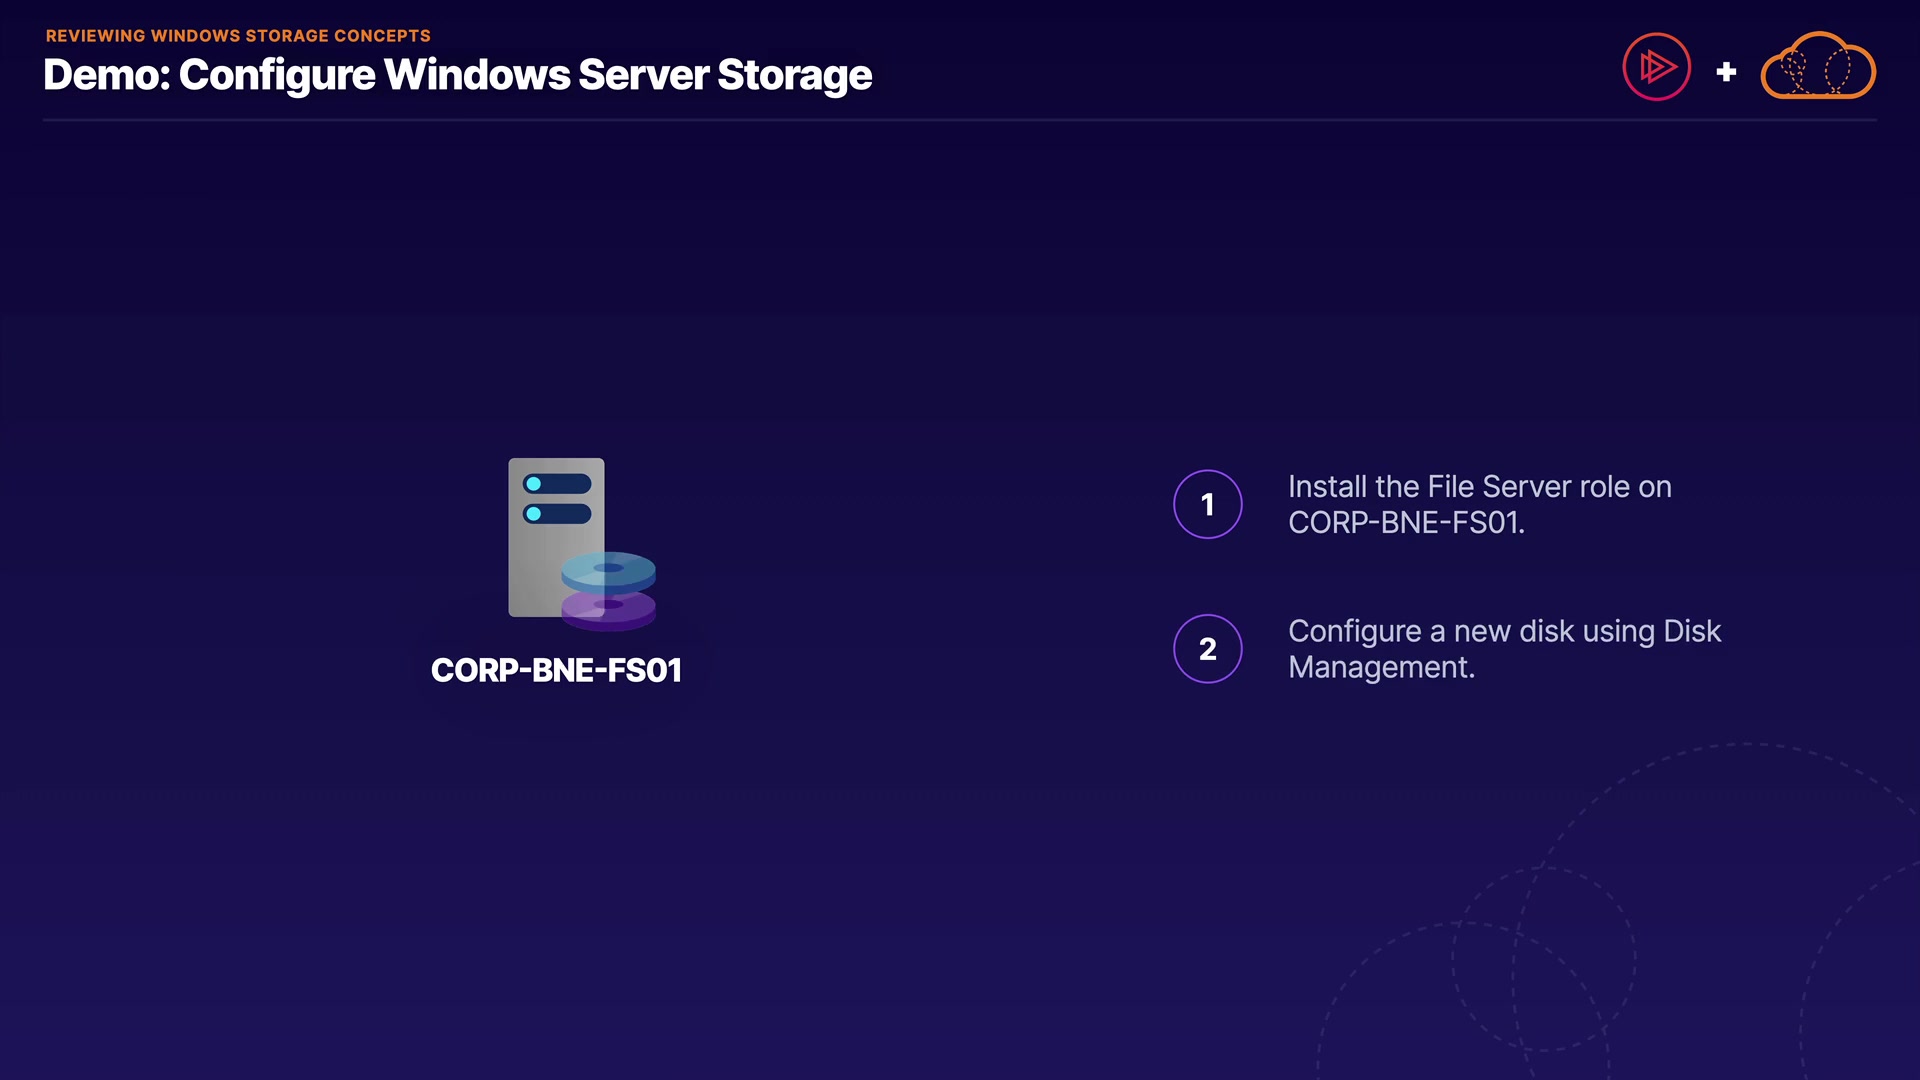 REVIEWING WINDOWS STORAGE CONCEPTS
Demo: Configure Windows Server Storage
CORP-BNE-FS01
1
Install the File Server role on
CORP-BNE-FS01.
2
Configure a new disk using Disk
Management.